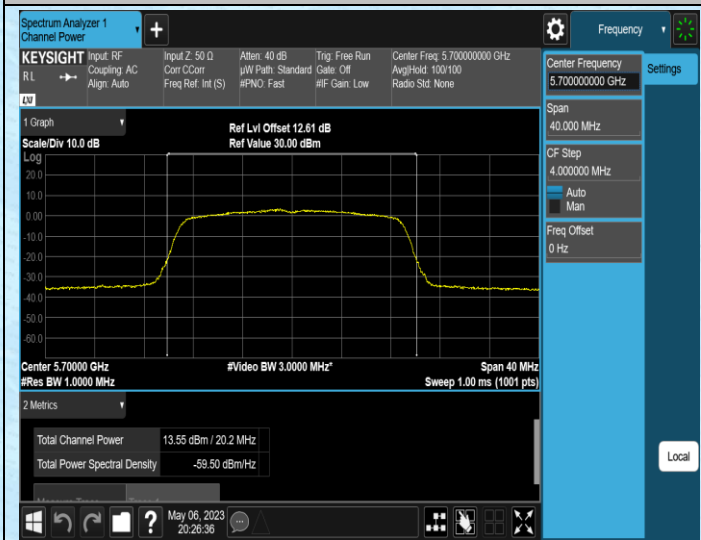 Spectrum Analyzer 1
Channel Power
Frequency
KEYSIGHT
R L
LXI
Input: RF
Coupling: AC
Align: Auto
Input Z: 50 Ω
Corr CCorr
Freq Ref: Int (S)
Atten: 40 dB
µW Path: Standard
#PNO: Fast
Trig: Free Run
Gate: Off
#IF Gain: Low
Center Freq: 5.700000000 GHz
Avg|Hold: 100/100
Radio Std: None
Center Frequency
5.700000000 GHz
Settings
Span
40.000 MHz
CF Step
4.000000 MHz
Auto
Man
Freq Offset
0 Hz
Local
1 Graph
Scale/Div 10.0 dB
Ref Lvl Offset 12.61 dB
Ref Value 30.00 dBm
Log
20.0
10.0
0.00
-10.0
-20.0
-30.0
-40.0
-50.0
-60.0
Center 5.70000 GHz
#Res BW 1.0000 MHz
#Video BW 3.0000 MHz*
Span 40 MHz
Sweep 1.00 ms (1001 pts)
2 Metrics
Total Channel Power 13.55 dBm / 20.2 MHz
Total Power Spectral Density -59.50 dBm/Hz
?
May 06, 2023
20:26:36